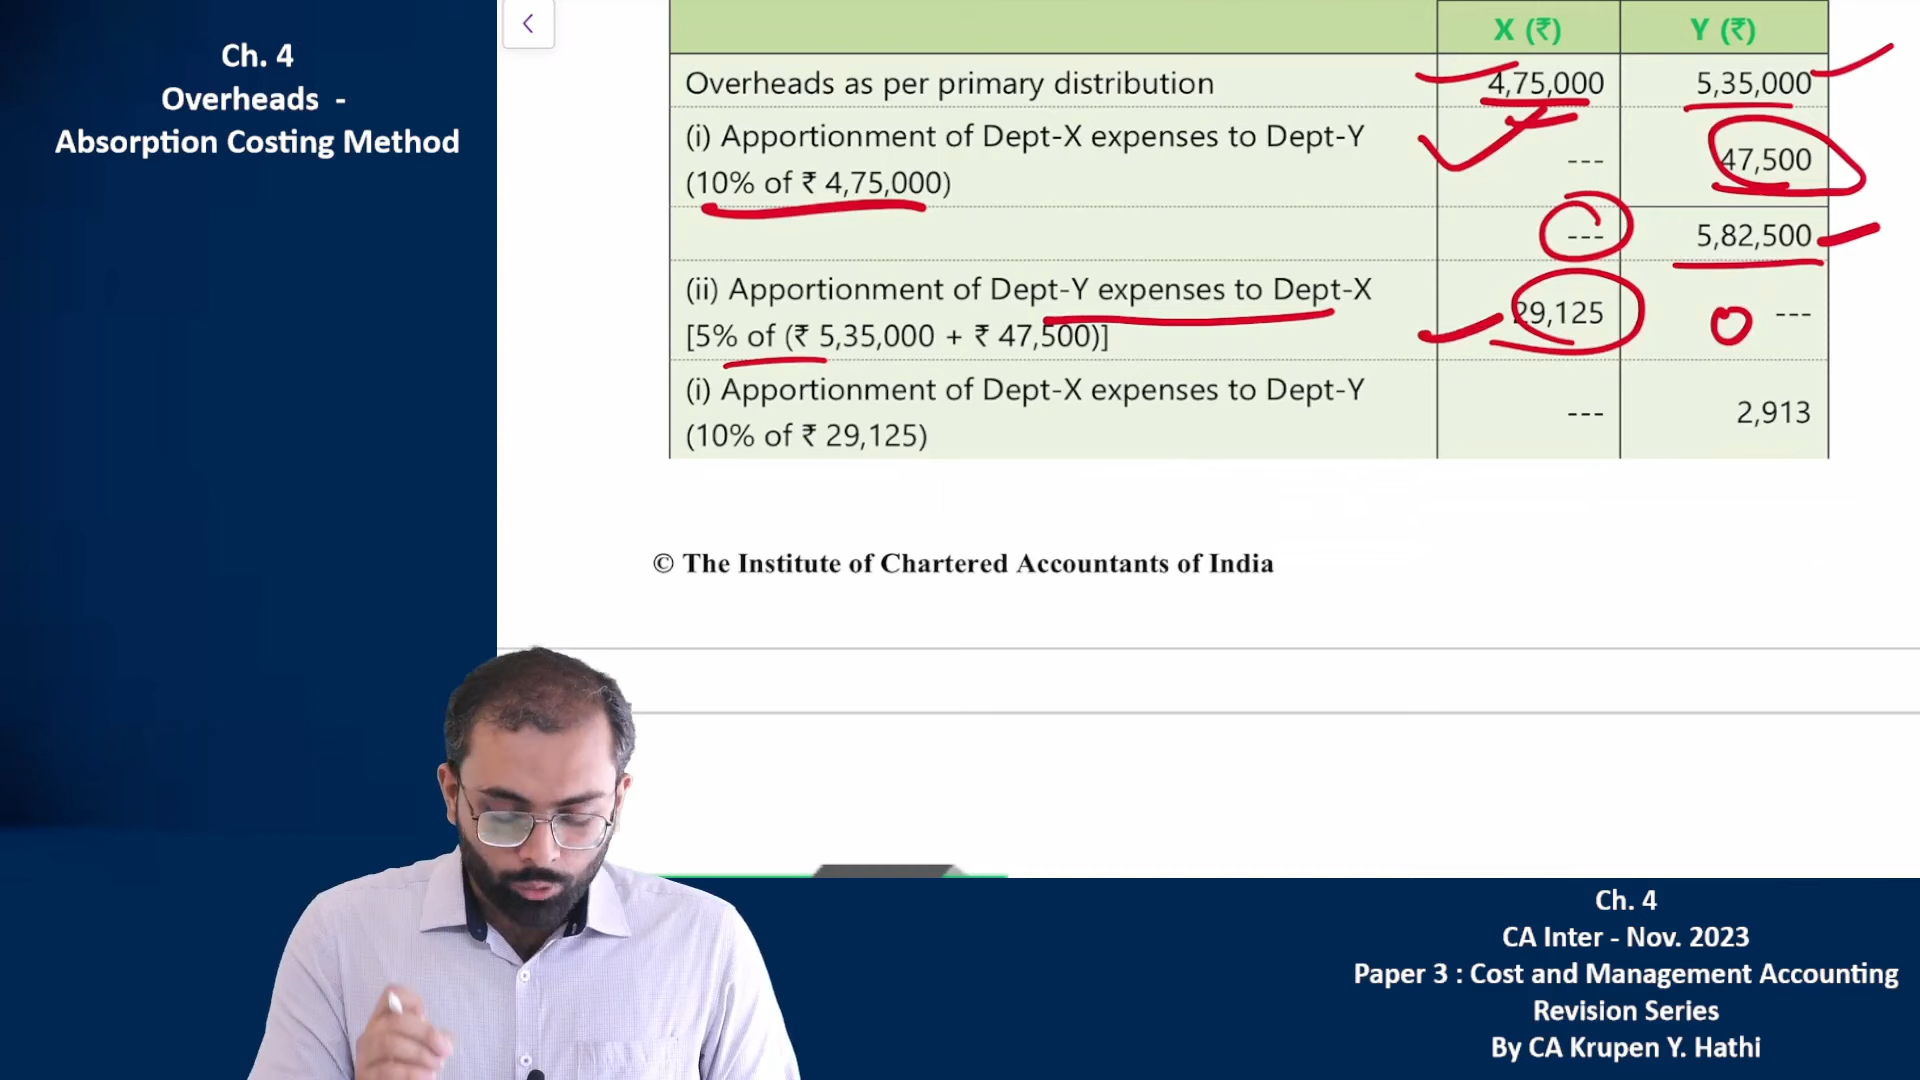 Ch. 4
Overheads -
Absorption Costing Method
X (₹) Y (₹)
Overheads as per primary distribution 4,75,000 5,35,000
(i) Apportionment of Dept-X expenses to Dept-Y
(10% of ₹ 4,75,000) --- 47,500
--- 5,82,500
(ii) Apportionment of Dept-Y expenses to Dept-X
[5% of (₹ 5,35,000 + ₹ 47,500)] 29,125 ---
(i) Apportionment of Dept-X expenses to Dept-Y
(10% of ₹ 29,125) --- 2,913
© The Institute of Chartered Accountants of India
Ch. 4
CA Inter - Nov. 2023
Paper 3 : Cost and Management Accounting
Revision Series
By CA Krupen Y. Hathi